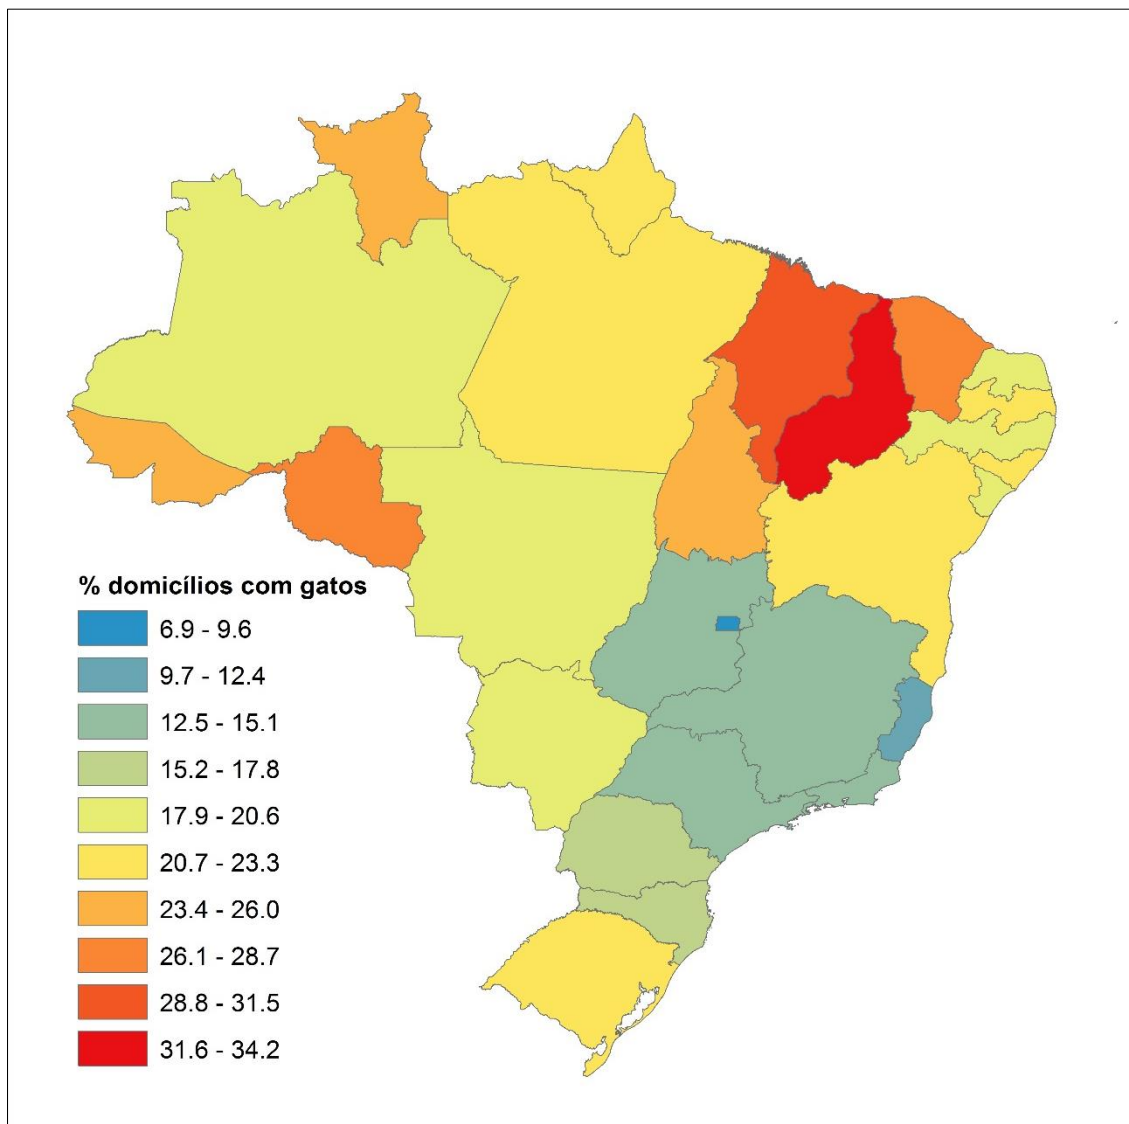 % domicílios com gatos
6.9 - 9.6
9.7 - 12.4
12.5 - 15.1
15.2 - 17.8
17.9 - 20.6
20.7 - 23.3
23.4 - 26.0
26.1 - 28.7
28.8 - 31.5
31.6 - 34.2